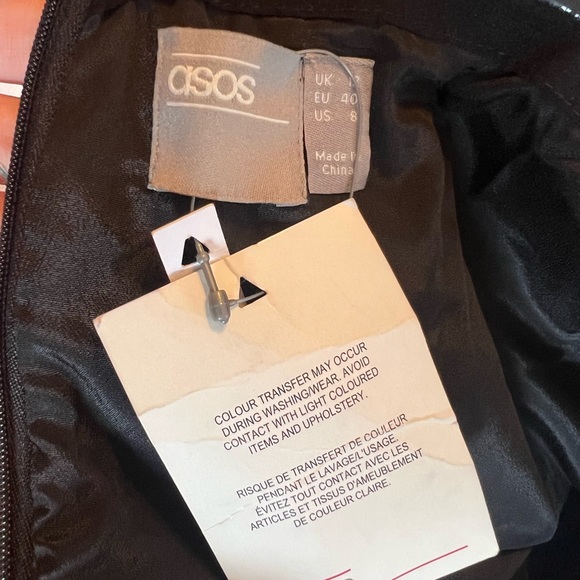 asos
UK
EU 40
US 8
Made
China
COLOUR TRANSFER MAY OCCUR
DURING WASHING/WEAR. AVOID
CONTACT WITH LIGHT COLOURED
ITEMS AND UPHOLSTERY.
RISQUE DE TRANSFERT DE COULEUR
PENDANT LE LAVAGE/L'USAGE.
ÉVITEZ TOUT CONTACT AVEC LES
ARTICLES ET TISSUS D'AMEUBLEMENT
DE COULEUR CLAIRE.